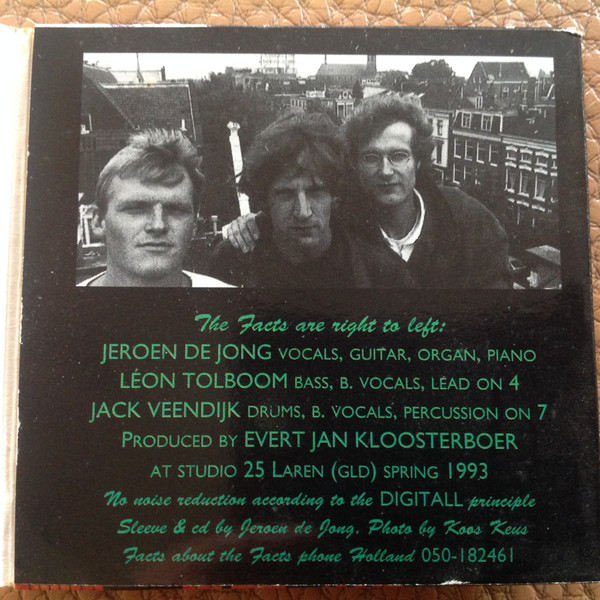 The Facts are right to left:
JEROEN DE JONG VOCALS, GUITAR, ORGAN, PIANO
LÉON TOLBOOM BASS, B. VOCALS, LEAD ON 4
JACK VEENDIJK DRUMS, B. VOCALS, PERCUSSION ON 7
PRODUCED BY EVERT JAN KLOOSTERBOER
AT STUDIO 25 LAREN (GLD) SPRING 1993
No noise reduction according to the DIGITALL principle
Sleeve & cd by Jeroen de Jong. Photo by Koos Keus
Facts about the Facts phone Holland 050-182461